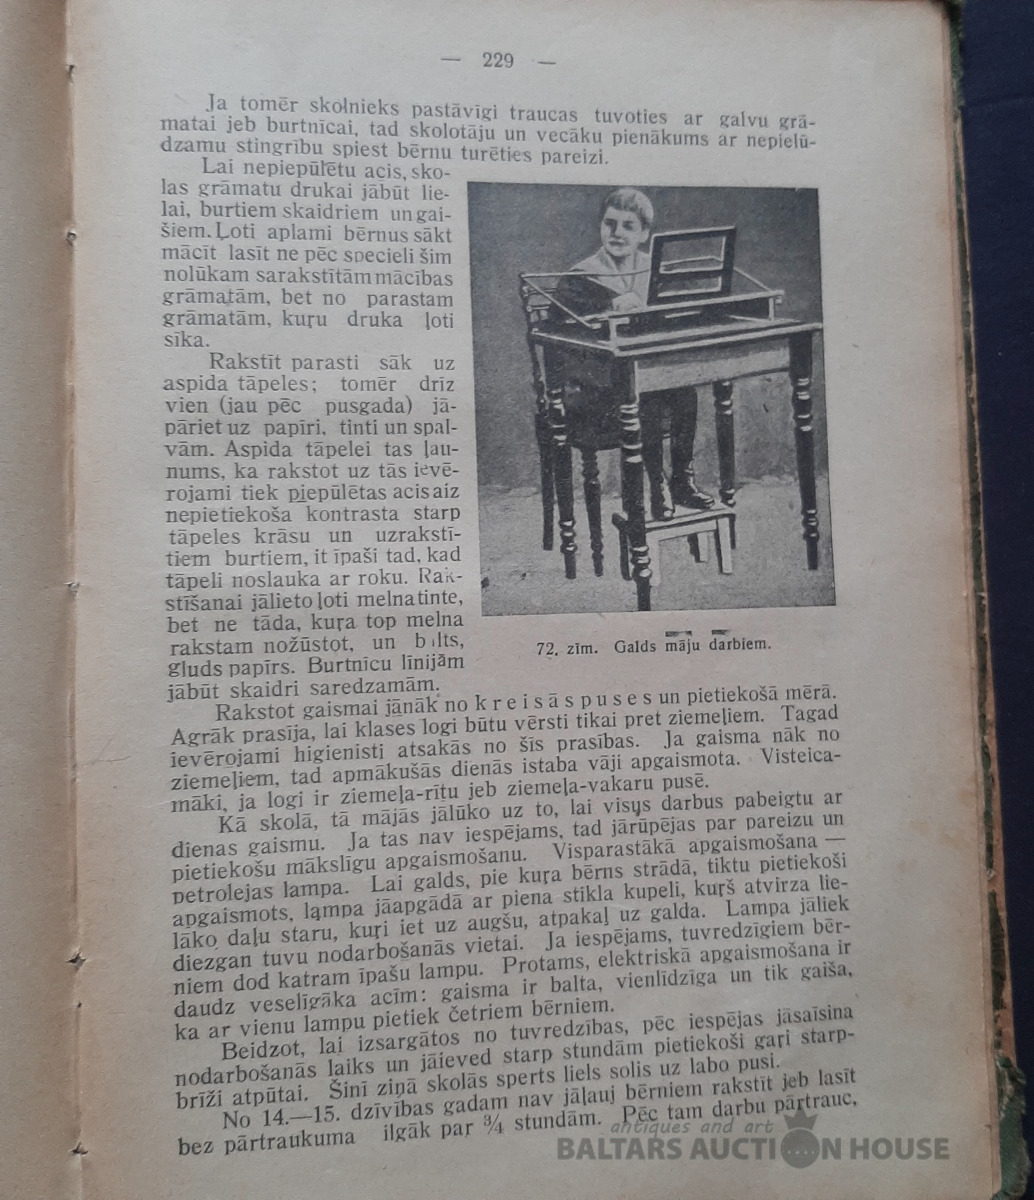 — 229 —
Ja tomēr skolnieks pastāvīgi traucas tuvoties ar galvu grā-
matai jeb burtnīcai, tad skolotāju un vecāku pienākums ar nepielū-
dzamu stingrību spiest bērnu turēties pareizi.
Lai nepiepūlētu acis, sko-
las grāmatu drukai jābūt lie-
lai, burtiem skaidriem un gai-
šiem. Ļoti aplami bērnus sākt
mācīt lasīt ne pēc specieli šim
nolūkam sarakstītām mācības
grāmatām, bet no parastam
grāmatām, kuŗu druka ļoti
sīka.
Rakstīt parasti sāk uz
aspida tāpeles; tomēr drīz
vien (jau pēc pusgada) jā-
pāriet uz papīri, tinti un spal-
vām. Aspida tāpelei tas ļau-
nums, ka rakstot uz tās ievē-
rojami tiek piepūlētas acis aiz
nepietiekoša kontrasta starp
tāpeles krāsu un uzrakstī-
tiem burtiem, it īpaši tad, kad
tāpeli noslauka ar roku. Rak-
stīšanai jālieto ļoti melna tinte,
bet ne tāda, kuŗa top melna
rakstam nožūstot, un balts,
gluds papīrs. Burtnīcu līnijām
jābūt skaidri saredzamām.
72. zīm. Galds māju darbiem.
Rakstot gaismai jānāk no kreisās puses un pietiekošā mērā.
Agrāk prasīja, lai klases logi būtu vērsti tikai pret ziemeļiem. Tagad
ievērojami higienisti atsakās no šīs prasības. Ja gaisma nāk no
ziemeļiem, tad apmākušās dienās istaba vāji apgaismota. Visteica-
māki, ja logi ir ziemeļa-rītu jeb ziemeļa-vakaru pusē.
Kā skolā, tā mājās jālūko uz to, lai visus darbus pabeigtu ar
dienas gaismu. Ja tas nav iespējams, tad jārūpējas par pareizu un
pietiekošu mākslīgu apgaismošanu. Visparastākā apgaismošana —
petrolejas lampa. Lai galds, pie kuŗa bērns strādā, tiktu pietiekoši
apgaismots, lampa jāapgādā ar piena stikla kupeli, kuŗš atvirza lie-
lāko daļu staru, kuŗi iet uz augšu, atpakaļ uz galda. Lampa jāliek
diezgan tuvu nodarbošanās vietai. Ja iespējams, tuvredzīgiem bēr-
niem dod katram īpašu lampu. Protams, elektriskā apgaismošana ir
daudz veselīgāka acīm: gaisma ir balta, vienlīdzīga un tik gaiša,
ka ar vienu lampu pietiek četriem bērniem.
Beidzot, lai izsargātos no tuvredzības, pēc iespējas jāsaīsina
nodarbošanās laiks un jāieved starp stundām pietiekoši gaŗi starp-
brīži atpūtai. Šinī ziņā skolās sperts liels solis uz labo pusi.
No 14.—15. dzīvības gadam nav jāļauj bērniem rakstīt jeb lasīt
bez pārtraukuma ilgāk par ¾ stundām. Pēc tam darbu pārtrauc,
antiques and art
BALTARS AUCTION HOUSE